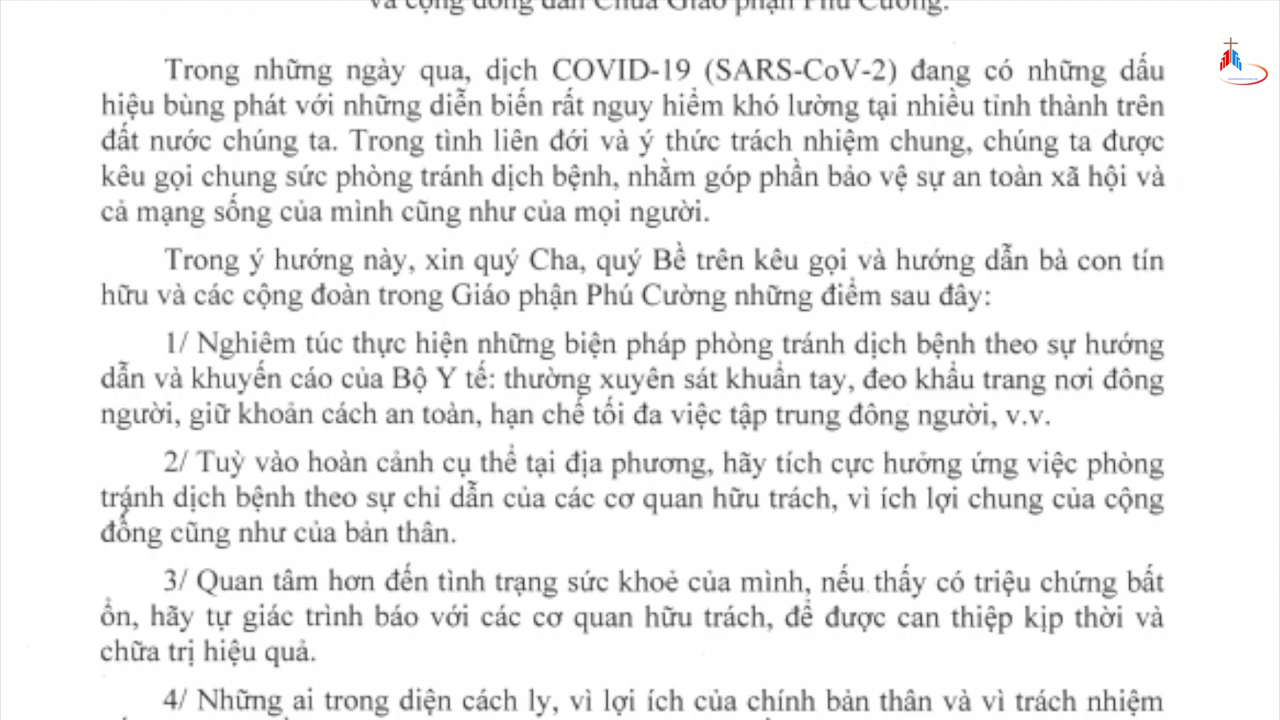 và cộng đồng dân Chúa Giáo phận Phú Cường.
Trong những ngày qua, dịch COVID-19 (SARS-CoV-2) đang có những dấu
hiệu bùng phát với những diễn biến rất nguy hiểm khó lường tại nhiều tỉnh thành trên
đất nước chúng ta. Trong tình liên đới và ý thức trách nhiệm chung, chúng ta được
kêu gọi chung sức phòng tránh dịch bệnh, nhằm góp phần bảo vệ sự an toàn xã hội và
cả mạng sống của mình cũng như của mọi người.
Trong ý hướng này, xin quý Cha, quý Bề trên kêu gọi và hướng dẫn bà con tín
hữu và các cộng đoàn trong Giáo phận Phú Cường những điểm sau đây:
1/ Nghiêm túc thực hiện những biện pháp phòng tránh dịch bệnh theo sự hướng
dẫn và khuyến cáo của Bộ Y tế: thường xuyên sát khuẩn tay, đeo khẩu trang nơi đông
người, giữ khoản cách an toàn, hạn chế tối đa việc tập trung đông người, v.v.
2/ Tuỳ vào hoàn cảnh cụ thể tại địa phương, hãy tích cực hưởng ứng việc phòng
tránh dịch bệnh theo sự chỉ dẫn của các cơ quan hữu trách, vì ích lợi chung của cộng
đồng cũng như của bản thân.
3/ Quan tâm hơn đến tình trạng sức khoẻ của mình, nếu thấy có triệu chứng bất
ổn, hãy tự giác trình báo với các cơ quan hữu trách, để được can thiệp kịp thời và
chữa trị hiệu quả.
4/ Những ai trong diện cách ly, vì lợi ích của chính bản thân và vì trách nhiệm